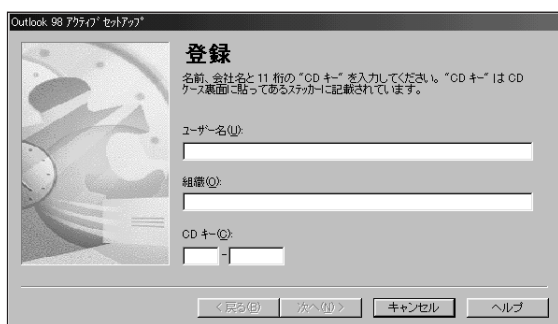 Outlook 98 アクティブ セットアップ
登録
名前、会社名と 11 桁の "CD キー" を入力してください。"CD キー" は CD
ケース裏面に貼ってあるステッカーに記載されています。
ユーザー名(U):
組織(O):
CD キー(C):
-
< 戻る(B) 次へ(N) > キャンセル ヘルプ